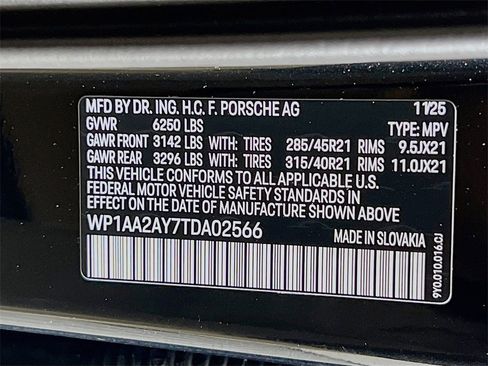 MFD BY DR. ING. H.C. F. PORSCHE AG 11/25
GVWR 6250 LBS TYPE: MPV
GAWR FRONT 3142 LBS WITH: TIRES 285/45R21 RIMS 9.5JX21
GAWR REAR 3296 LBS WITH: TIRES 315/40R21 RIMS 11.0JX21
THIS VEHICLE CONFORMS TO ALL APPLICABLE
FEDERAL MOTOR VEHICLE SAFETY STANDARDS IN
EFFECT ON THE DATE OF MANUFACTURE SHOWN ABOVE.
WP1AA2AY7TDA02566 MADE IN SLOVAKIA
9Y0.010.016.CJ